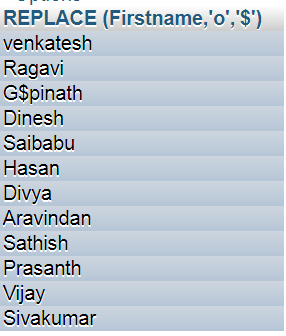 REPLACE (Firstname,'o','$')
venkatesh
Ragavi
G$pinath
Dinesh
Saibabu
Hasan
Divya
Aravindan
Sathish
Prasanth
Vijay
Sivakumar